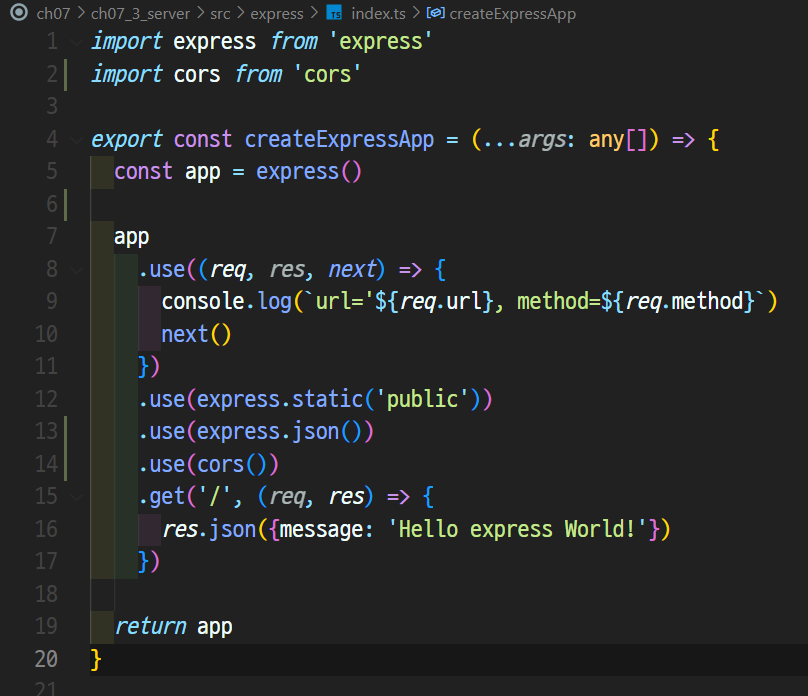 ch07 > ch07_3_server > src > express > TS index.ts > createExpressApp
1 import express from 'express'
2 import cors from 'cors'
3
4 export const createExpressApp = (...args: any[]) => {
5   const app = express()
6
7   app
8     .use((req, res, next) => {
9       console.log(`url='${req.url}, method=${req.method}`)
10       next()
11     })
12     .use(express.static('public'))
13     .use(express.json())
14     .use(cors())
15     .get('/', (req, res) => {
16       res.json({message: 'Hello express World!'})
17     })
18
19   return app
20 }
21